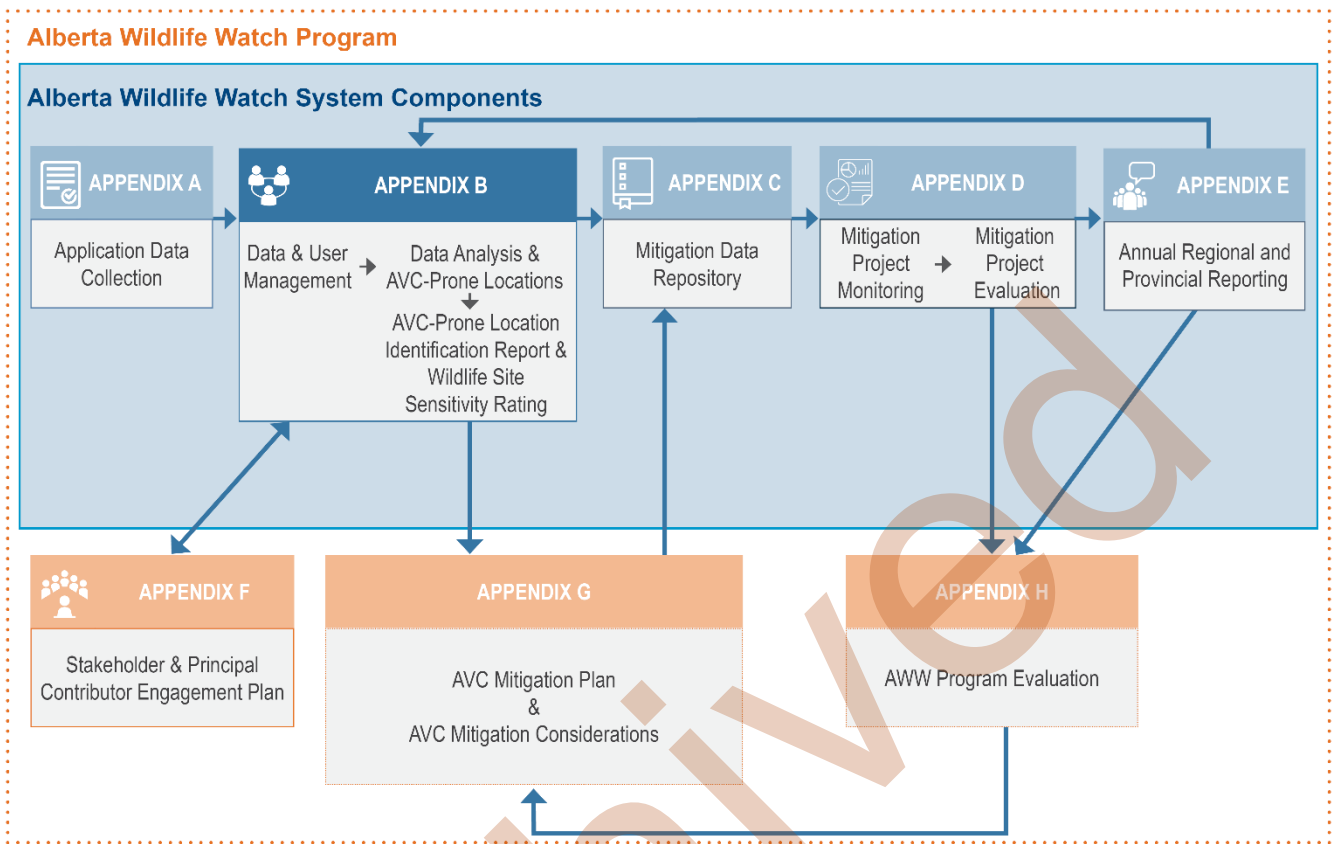 Alberta Wildlife Watch Program
Alberta Wildlife Watch System Components
APPENDIX A
Application Data
Collection
APPENDIX B
Data & User
Management
Data Analysis &
AVC-Prone Locations
AVC-Prone Location
Identification Report &
Wildlife Site
Sensitivity Rating
APPENDIX C
Mitigation Data
Repository
APPENDIX D
Mitigation
Project
Monitoring
Mitigation
Project
Evaluation
APPENDIX E
Annual Regional and
Provincial Reporting
APPENDIX F
Stakeholder & Principal
Contributor Engagement Plan
APPENDIX G
AVC Mitigation Plan
&
AVC Mitigation Considerations
APPENDIX H
AWW Program Evaluation